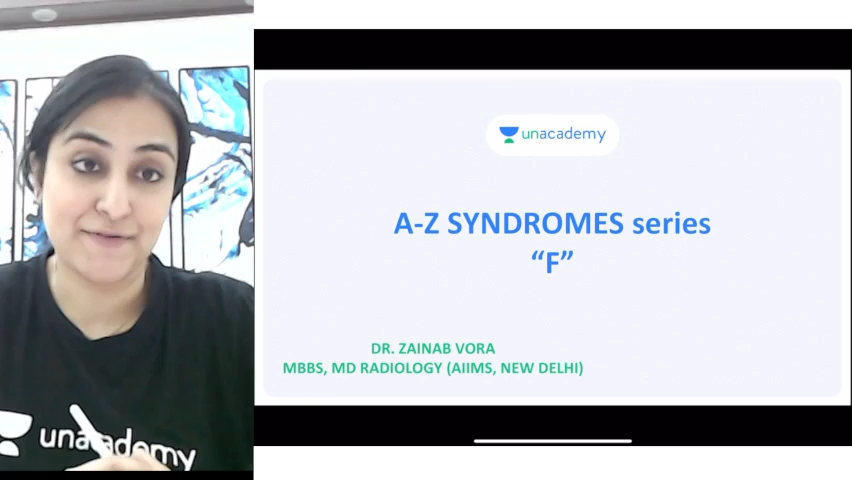 unacademy
A-Z SYNDROMES series
“F”
DR. ZAINAB VORA
MBBS, MD RADIOLOGY (AIIMS, NEW DELHI)
unacademy